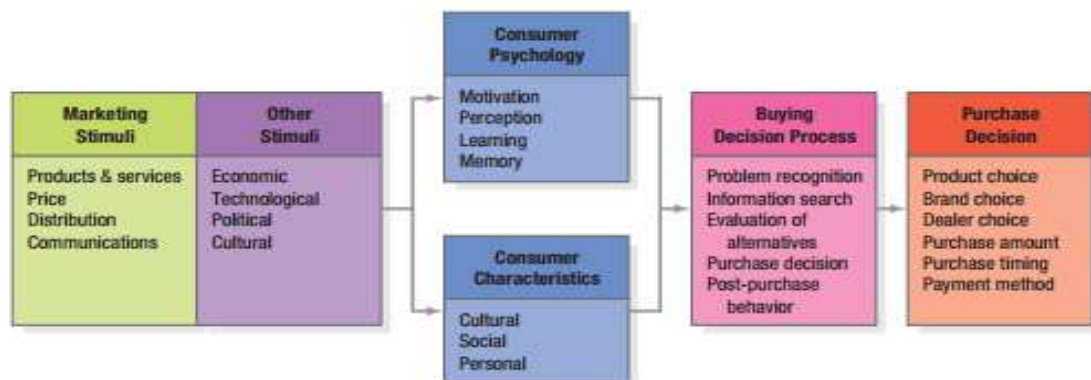 Marketing
Stimuli
Products & services
Price
Distribution
Communications
Other
Stimuli
Economic
Technological
Political
Cultural
Consumer
Psychology
Motivation
Perception
Learning
Memory
Consumer
Characteristics
Cultural
Social
Personal
Buying
Decision Process
Problem recognition
Information search
Evaluation of
alternatives
Purchase decision
Post-purchase
behavior
Purchase
Decision
Product choice
Brand choice
Dealer choice
Purchase amount
Purchase timing
Payment method